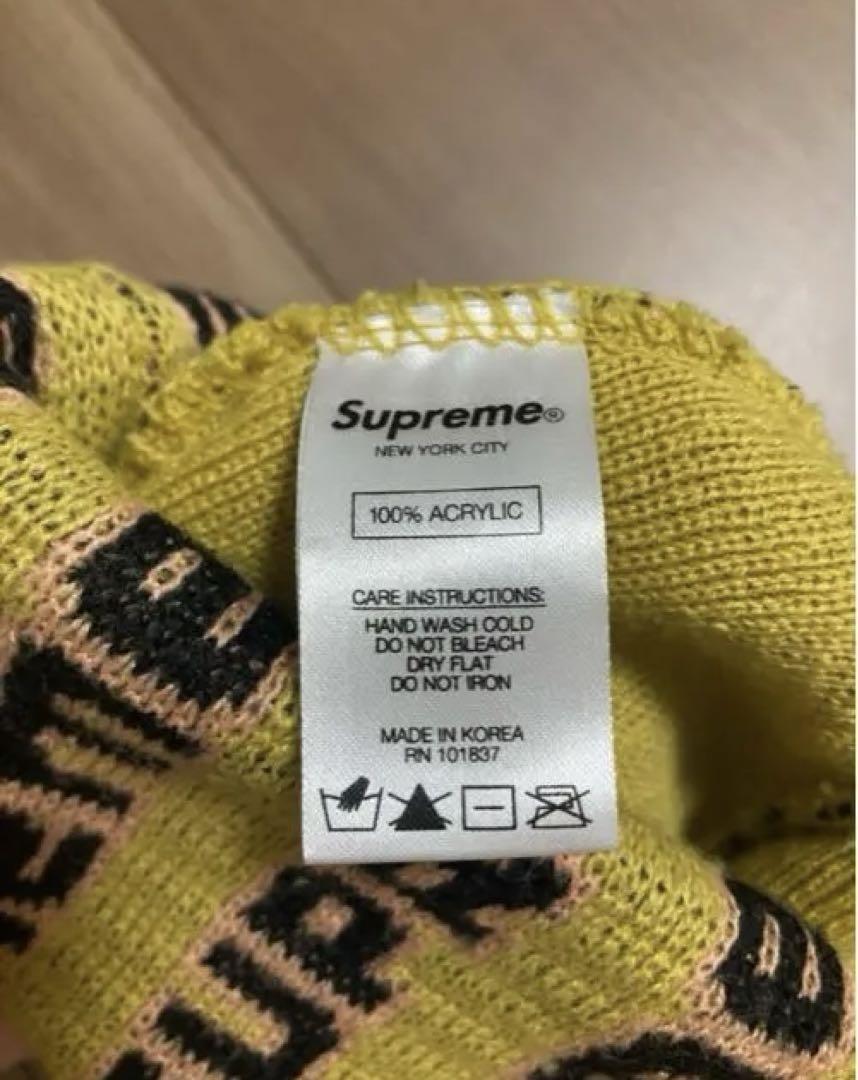 Supreme®
NEW YORK CITY
100% ACRYLIC
CARE INSTRUCTIONS:
HAND WASH COLD
DO NOT BLEACH
DRY FLAT
DO NOT IRON
MADE IN KOREA
RN 101837